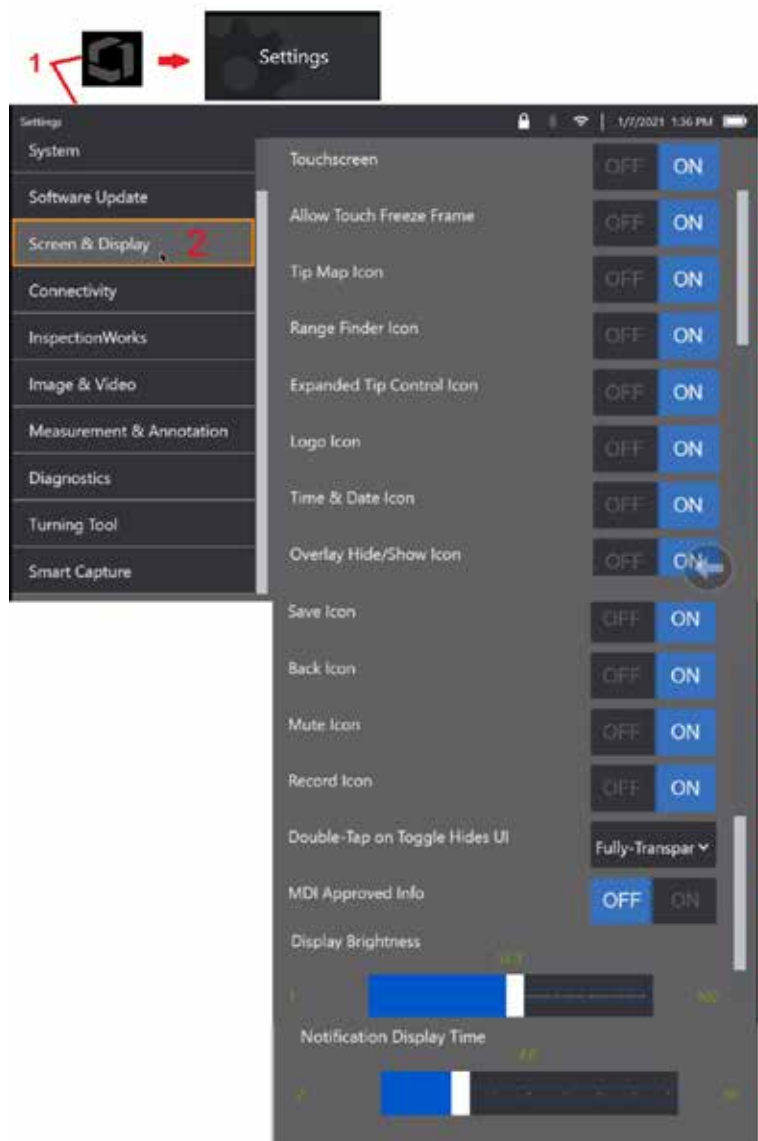 1
Settings
Settings
1/7/2021 1:36 PM
System
Software Update
Screen & Display 2
Connectivity
InspectionWorks
Image & Video
Measurement & Annotation
Diagnostics
Turning Tool
Smart Capture
Touchscreen OFF ON
Allow Touch Freeze Frame OFF ON
Tip Map Icon OFF ON
Range Finder Icon OFF ON
Expanded Tip Control Icon OFF ON
Logo Icon OFF ON
Time & Date Icon OFF ON
Overlay Hide/Show Icon OFF ON
Save Icon OFF ON
Back Icon OFF ON
Mute Icon OFF ON
Record Icon OFF ON
Double-Tap on Toggle Hides UI Fully-Transpar
MDI Approved Info OFF ON
Display Brightness
1 100
Notification Display Time
2